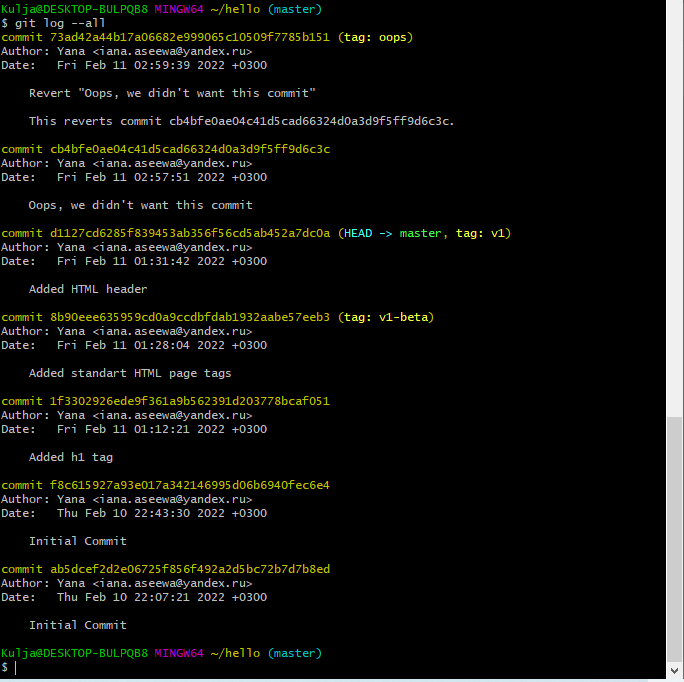 Kulja@DESKTOP-BULPQB8 MINGW64 ~/hello (master)
$ git log --all
commit 73ad42a44b17a06682e999065c10509f7785b151 (tag: oops)
Author: Yana <iana.aseewa@yandex.ru>
Date:   Fri Feb 11 02:59:39 2022 +0300

    Revert "Oops, we didn't want this commit"

    This reverts commit cb4bfe0ae04c41d5cad66324d0a3d9f5ff9d6c3c.

commit cb4bfe0ae04c41d5cad66324d0a3d9f5ff9d6c3c
Author: Yana <iana.aseewa@yandex.ru>
Date:   Fri Feb 11 02:57:51 2022 +0300

    Oops, we didn't want this commit

commit d1127cd6285f839453ab356f56cd5ab452a7dc0a (HEAD -> master, tag: v1)
Author: Yana <iana.aseewa@yandex.ru>
Date:   Fri Feb 11 01:31:42 2022 +0300

    Added HTML header

commit 8b90eee635959cd0a9ccdbfdab1932aabe57eeb3 (tag: v1-beta)
Author: Yana <iana.aseewa@yandex.ru>
Date:   Fri Feb 11 01:28:04 2022 +0300

    Added standart HTML page tags

commit 1f3302926ede9f361a9b562391d203778bcaf051
Author: Yana <iana.aseewa@yandex.ru>
Date:   Fri Feb 11 01:12:21 2022 +0300

    Added h1 tag

commit f8c615927a93e017a342146995d06b6940fec6e4
Author: Yana <iana.aseewa@yandex.ru>
Date:   Thu Feb 10 22:43:30 2022 +0300

    Initial Commit

commit ab5dcef2d2e06725f856f492a2d5bc72b7d7b8ed
Author: Yana <iana.aseewa@yandex.ru>
Date:   Thu Feb 10 22:07:21 2022 +0300

    Initial Commit

Kulja@DESKTOP-BULPQB8 MINGW64 ~/hello (master)
$